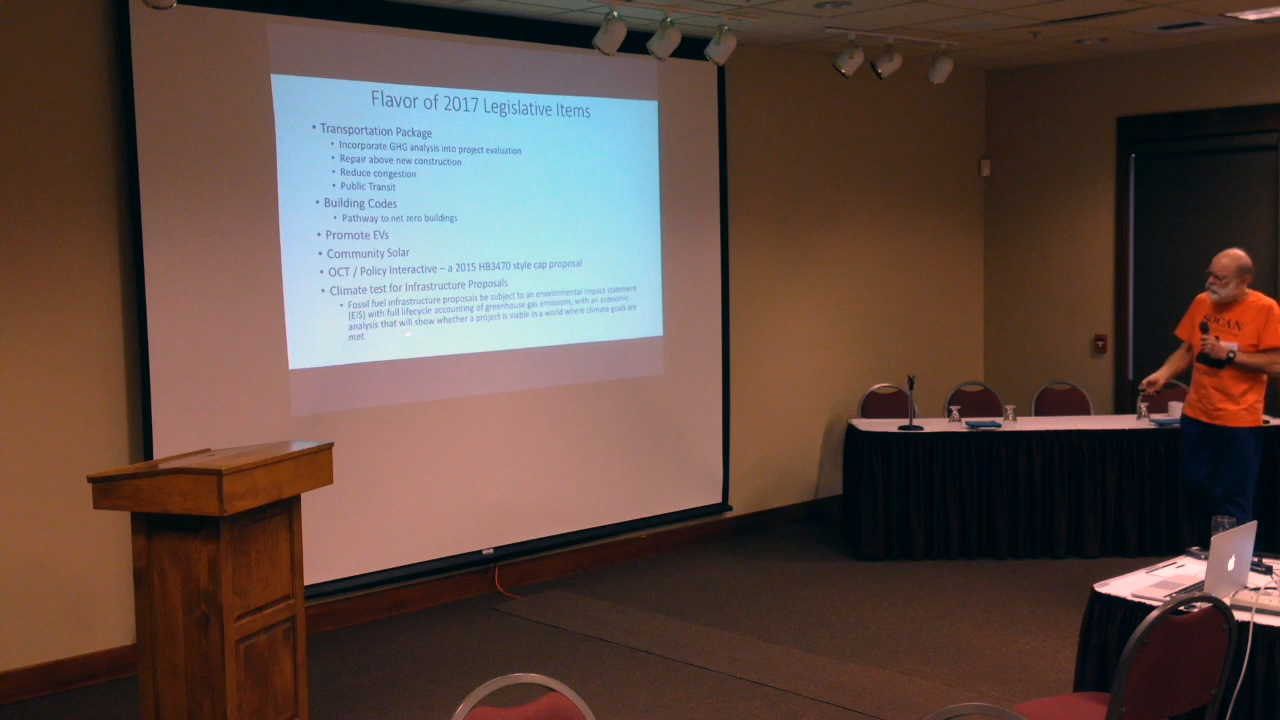 Flavor of 2017 Legislative Items
• Transportation Package
• Incorporate GHG analysis into project evaluation
• Repair above new construction
• Reduce congestion
• Public Transit
• Building Codes
• Pathway to net zero buildings
• Promote EVs
• Community Solar
• OCT / Policy Interactive – a 2015 HB3470 style cap proposal
• Climate test for Infrastructure Proposals
• Fossil fuel infrastructure proposals be subject to an environmental impact statement
(EIS) with full lifecycle accounting of greenhouse gas emissions, with an economic
analysis that will show whether a project is viable in a world where climate goals are
met.
SOCAN